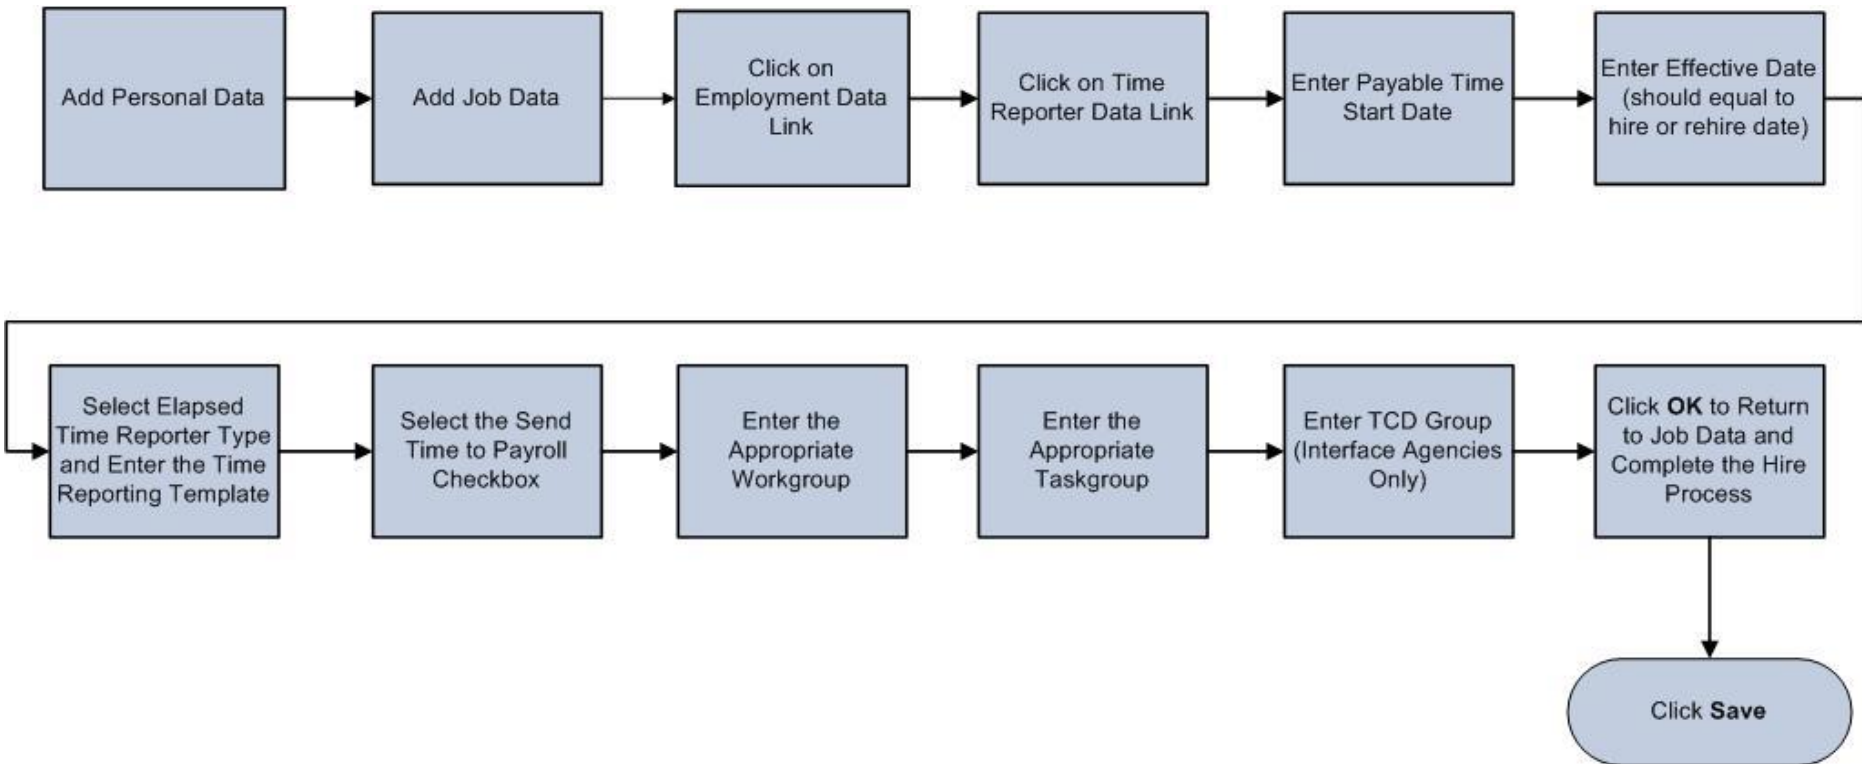 Add Personal Data
Add Job Data
Click on
Employment Data
Link
Click on Time
Reporter Data Link
Enter Payable Time
Start Date
Enter Effective Date
(should equal to
hire or rehire date)
Select Elapsed
Time Reporter Type
and Enter the Time
Reporting Template
Select the Send
Time to Payroll
Checkbox
Enter the
Appropriate
Workgroup
Enter the
Appropriate
Taskgroup
Enter TCD Group
(Interface Agencies
Only)
Click OK to Return
to Job Data and
Complete the Hire
Process
Click Save